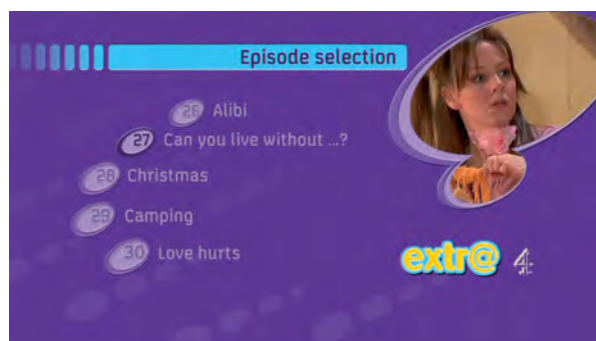 Episode selection
26 Alibi
27 Can you live without ...?
28 Christmas
29 Camping
30 Love hurts
extr@ 4